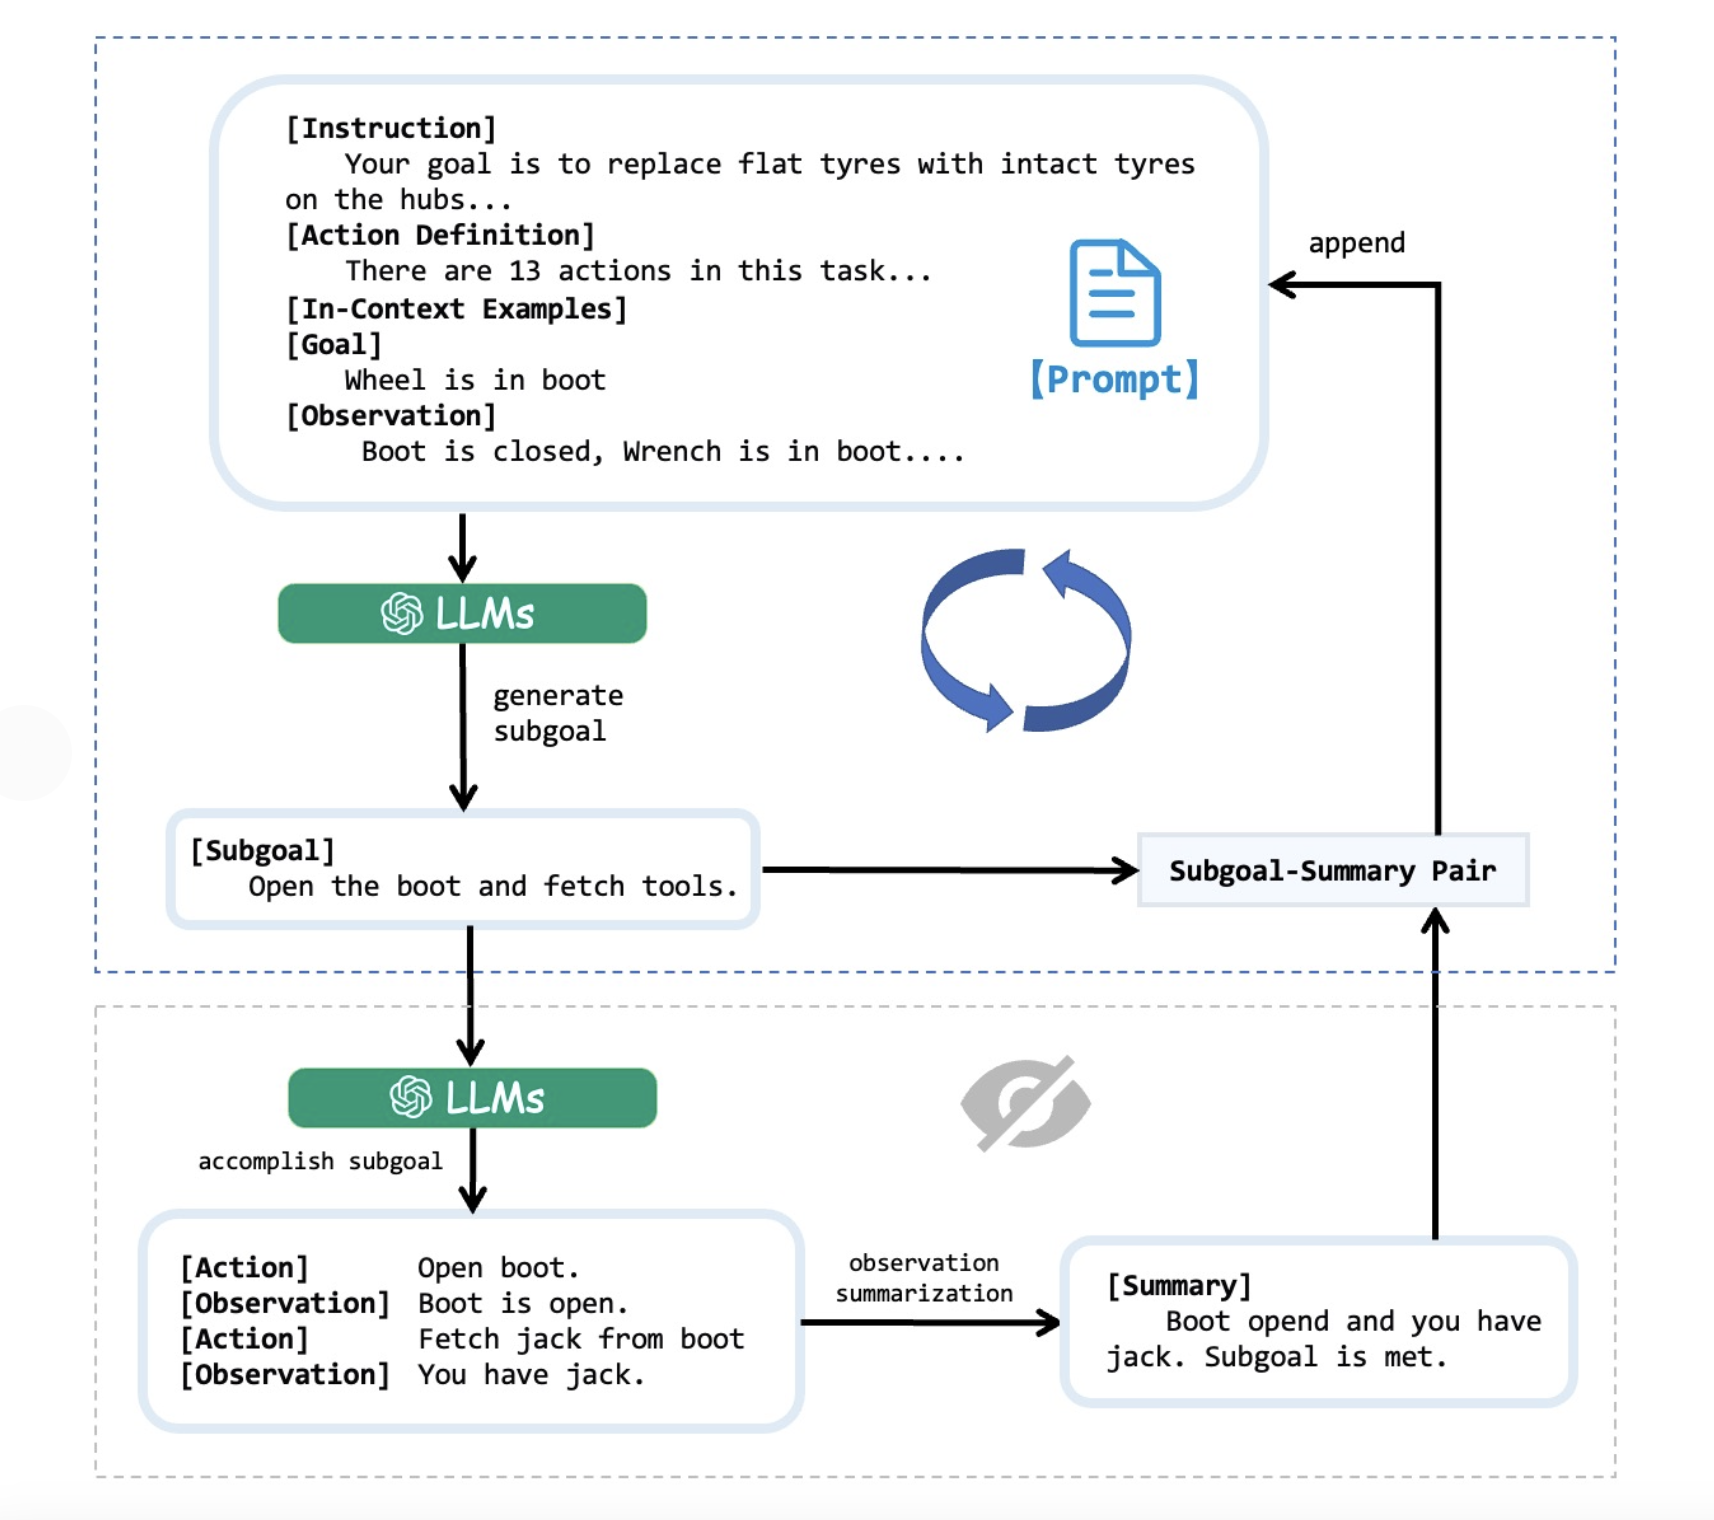 [Instruction]
Your goal is to replace flat tyres with intact tyres
on the hubs...
[Action Definition]
There are 13 actions in this task...
[In-Context Examples]
[Goal]
Wheel is in boot
[Observation]
Boot is closed, Wrench is in boot....
【Prompt】
append
LLMs
generate
subgoal
[Subgoal]
Open the boot and fetch tools.
Subgoal-Summary Pair
LLMs
accomplish subgoal
[Action] Open boot.
[Observation] Boot is open.
[Action] Fetch jack from boot
[Observation] You have jack.
observation
summarization
[Summary]
Boot opend and you have
jack. Subgoal is met.